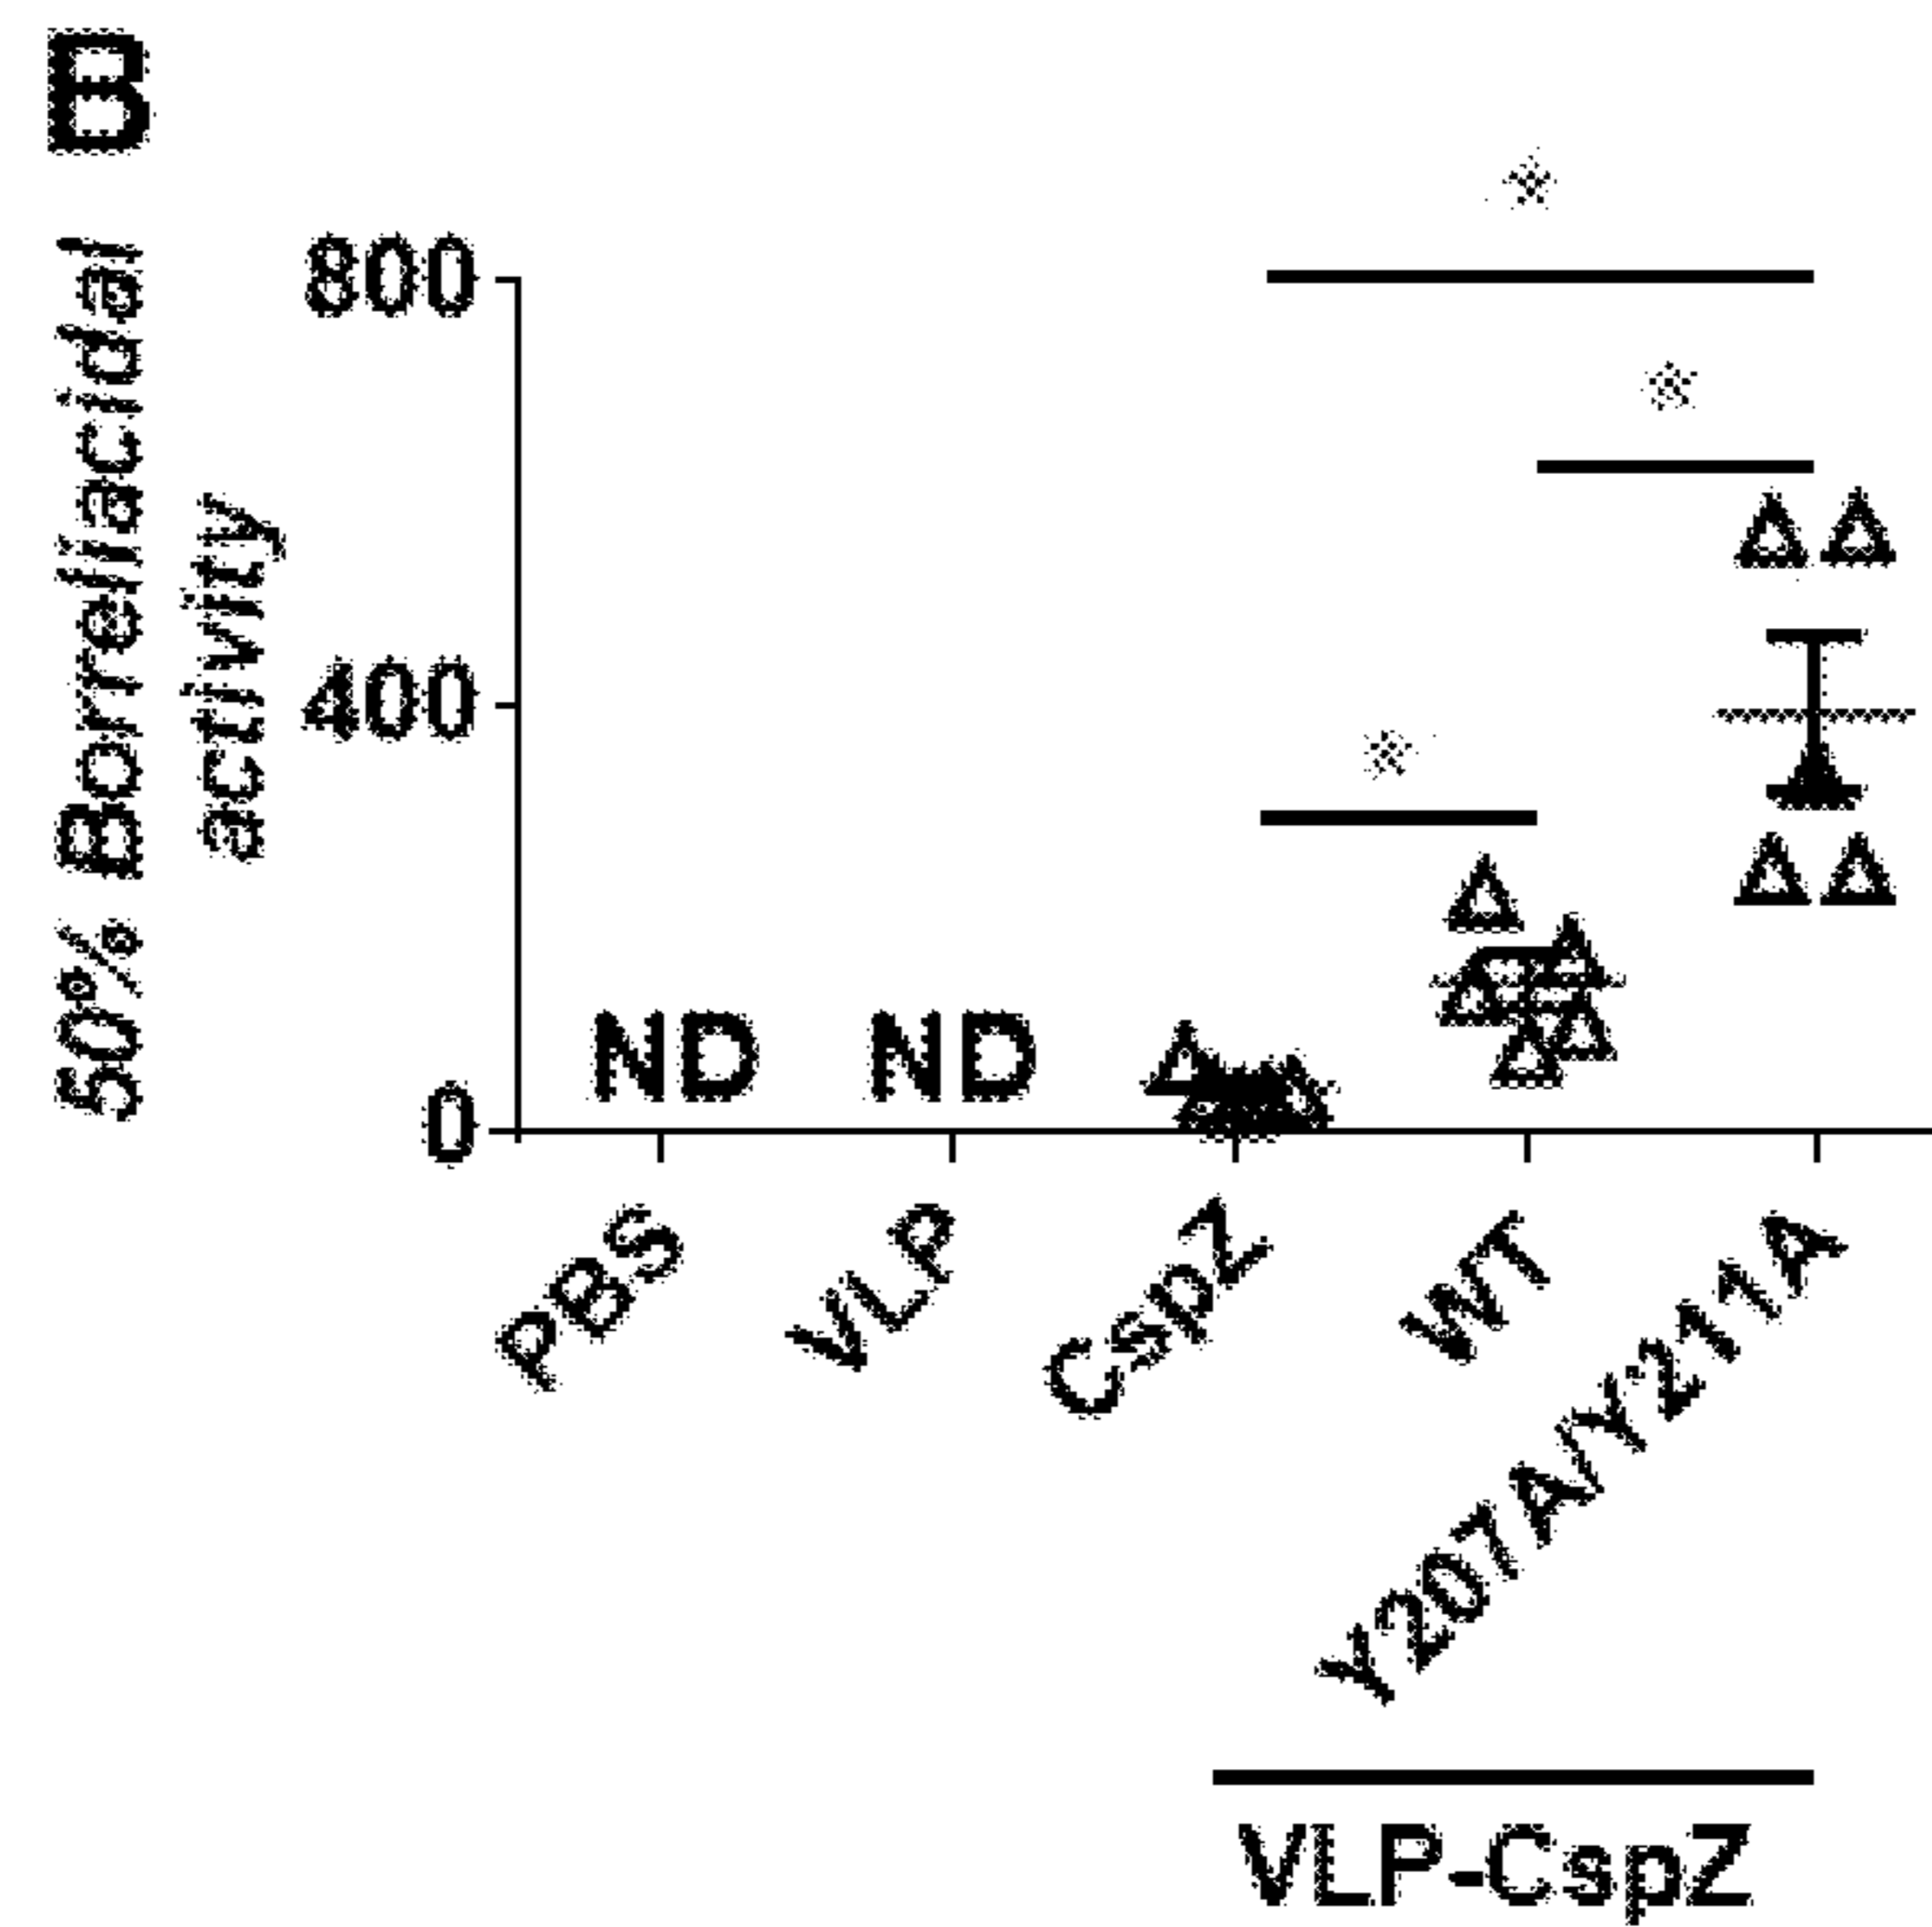 B
50% Borreliacidal
activity
800
*
*
400
*
ND ND
0
PBS VLP CspZ WT Y207A/Y211A
VLP-CspZ